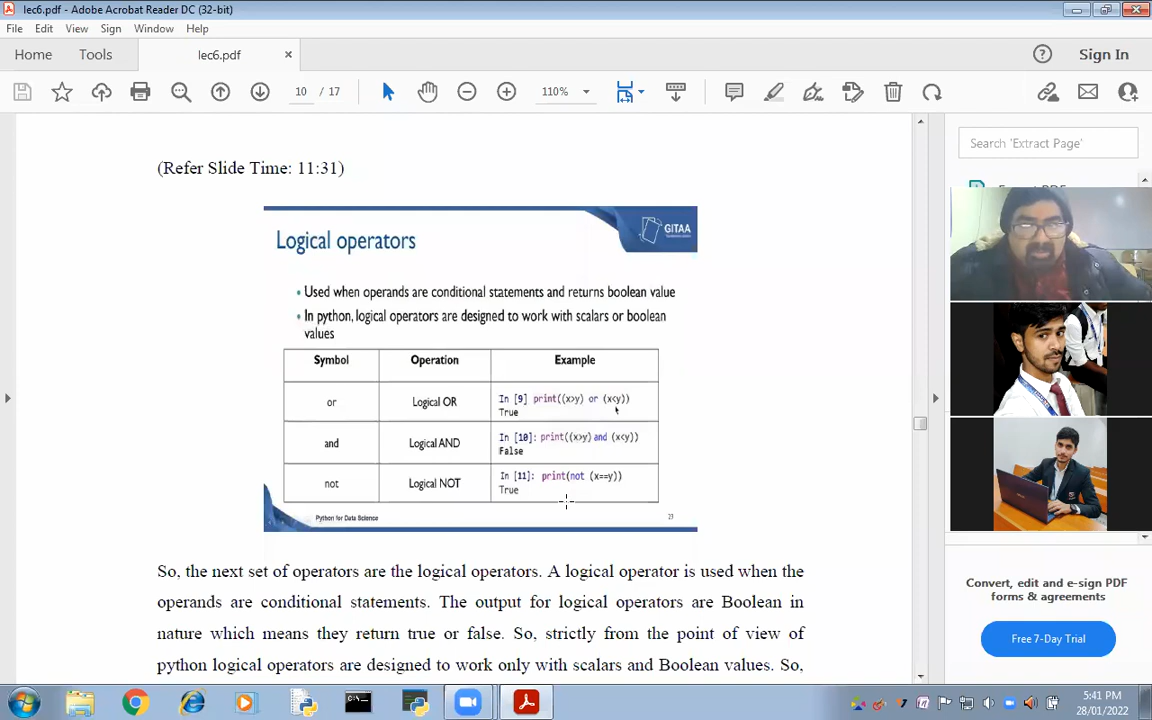 lec6.pdf - Adobe Acrobat Reader DC (32-bit)
File Edit View Sign Window Help
Home Tools lec6.pdf × Sign In
10 / 17 110%
(Refer Slide Time: 11:31)
Search 'Extract Page'
GITAA
Logical operators
• Used when operands are conditional statements and returns boolean value
• In python, logical operators are designed to work with scalars or boolean
values
Symbol Operation Example
or Logical OR In [9] print((x>y) or (x<y))
True
and Logical AND In [10]: print((x>y)and (x<y))
False
not Logical NOT In [11]: print(not (x==y))
True
Python for Data Science 23
So, the next set of operators are the logical operators. A logical operator is used when the
operands are conditional statements. The output for logical operators are Boolean in
nature which means they return true or false. So, strictly from the point of view of
python logical operators are designed to work only with scalars and Boolean values. So,
Convert, edit and e-sign PDF
forms & agreements
Free 7-Day Trial
5:41 PM
28/01/2022